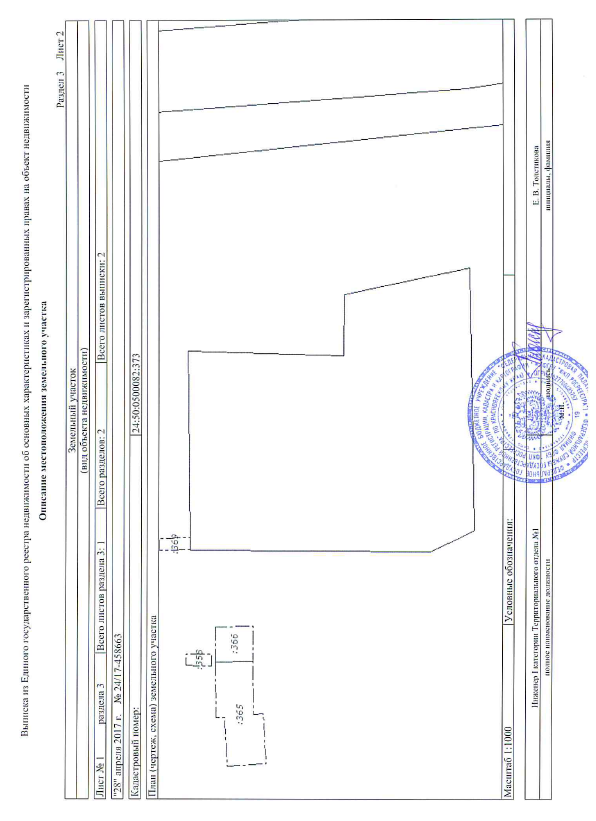 Выписка из Единого государственного реестра недвижимости об основных характеристиках и зарегистрированных правах на объект недвижимости
Описание местоположения земельного участка
Раздел 3 Лист 2
Земельный участок
(вид объекта недвижимости)
Лист № 1 раздела 3 Всего листов раздела 3: 1 Всего разделов: 2 Всего листов выписки: 2
"28" апреля 2017 г. № 24/17-458663
Кадастровый номер: 24:50:6500082:373
План (чертеж, схема) земельного участка
:369
:358
:366
:365
Масштаб 1:1000 Условные обозначения:
Инженер I категории Территориального отдела №1 Е. В. Толстикова
полное наименование должности инициалы, фамилия
М.П.